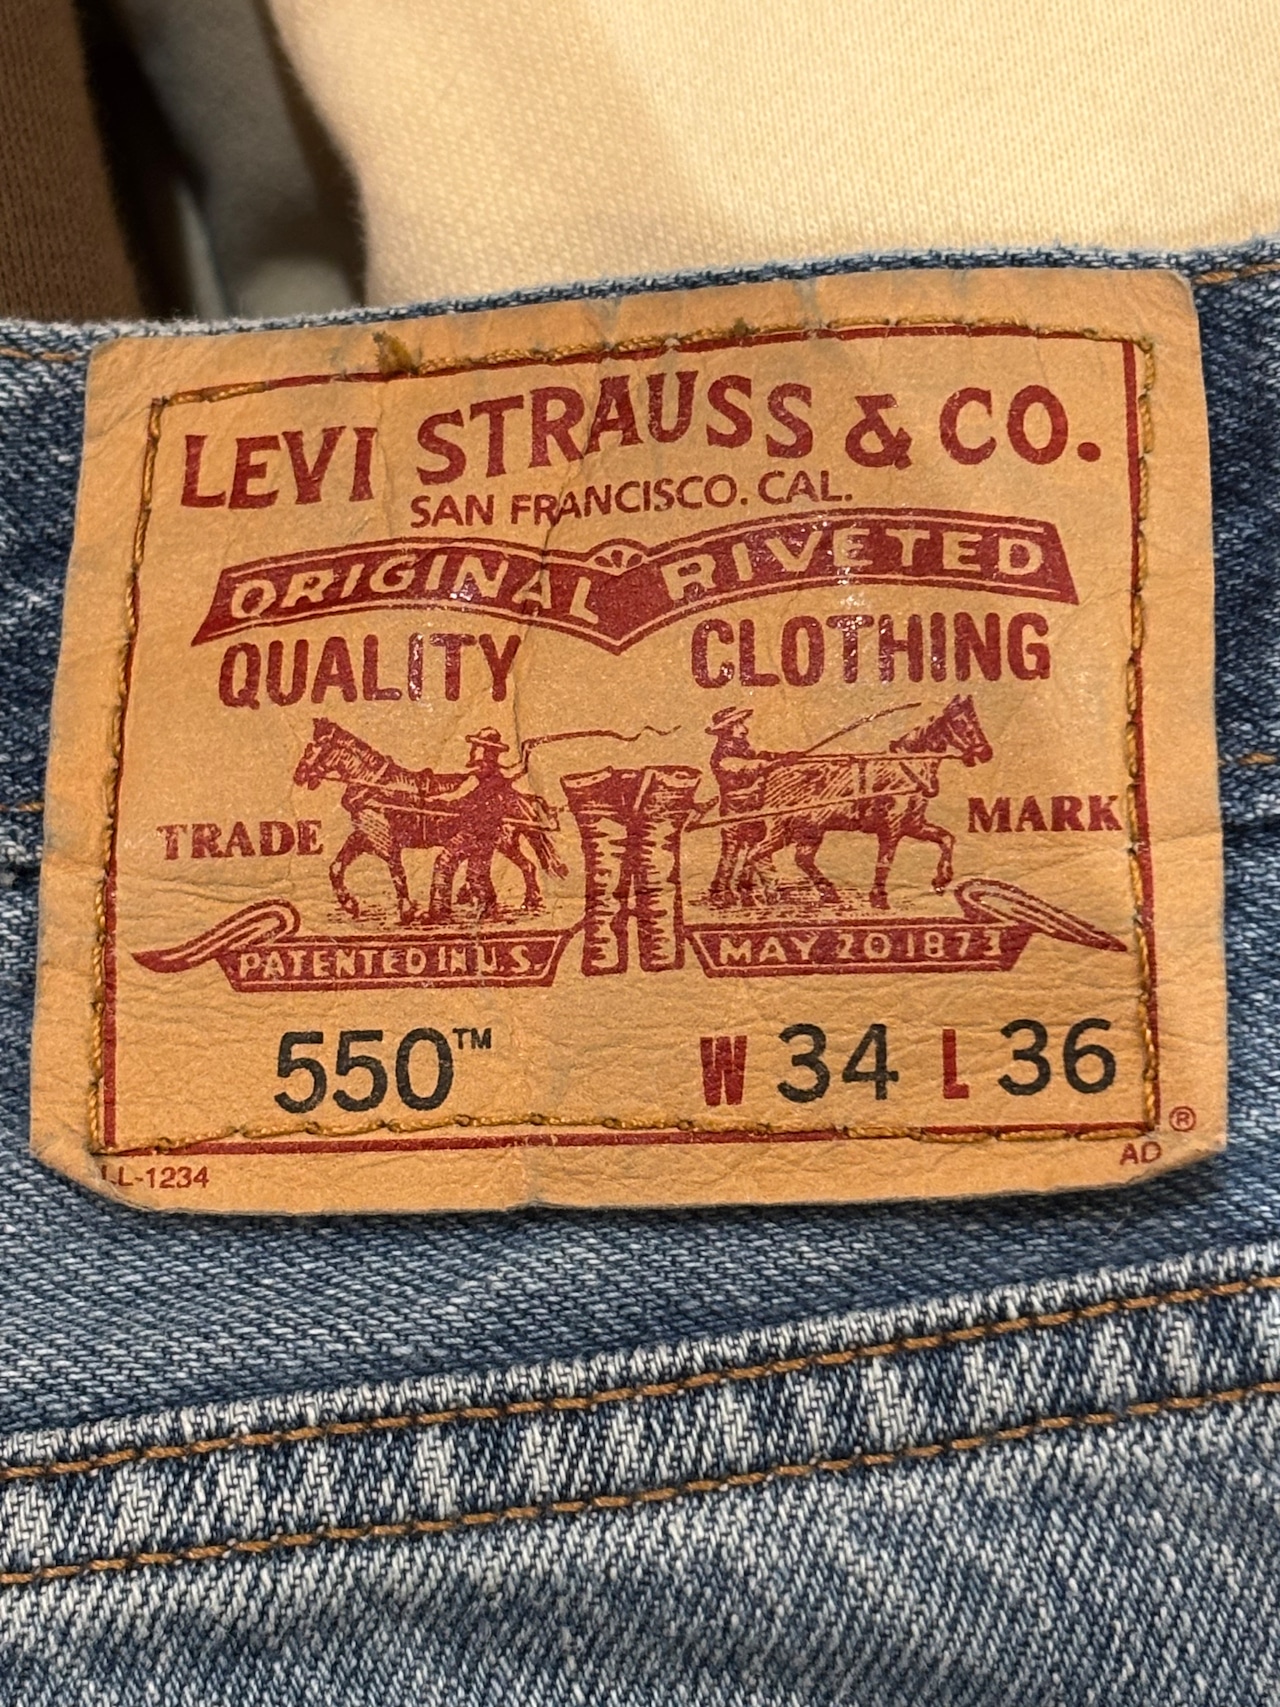 LEVI STRAUSS & CO.
SAN FRANCISCO. CAL.
ORIGINAL RIVETED
QUALITY CLOTHING
TRADE MARK
PATENTED IN U.S. MAY 20 1873
550™ W 34 L 36
®
LL-1234 AD